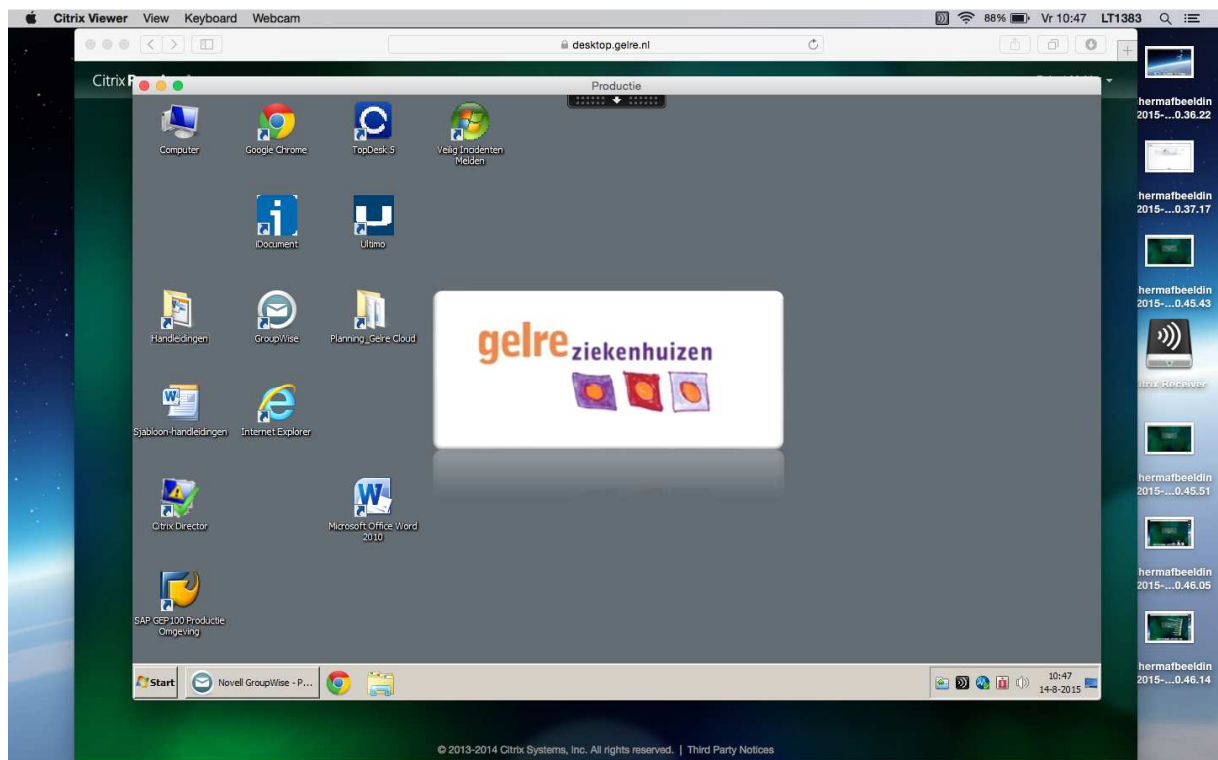 Citrix Viewer View Keyboard Webcam 88% Vr 10:47 LT1383
desktop.gelre.nl
Citrix
Productie
Computer
Google Chrome
TopDesk 5
Veilig Incidenten
Melden
iDocument
Ultimo
Handleidingen
GroupWise
Planning_Gelre Cloud
gelre ziekenhuizen
Sjabloon-handleidingen
Internet Explorer
Citrix Director
Microsoft Office Word
2010
SAP GEP100 Productie
Omgeving
Start
Novell GroupWise - P...
10:47
14-8-2015
hermafbeeldin
2015-...0.36.22
hermafbeeldin
2015-...0.37.17
hermafbeeldin
2015-...0.45.43
itrix Receiver
hermafbeeldin
2015-...0.45.51
hermafbeeldin
2015-...0.46.05
hermafbeeldin
2015-...0.46.14
© 2013-2014 Citrix Systems, Inc. All rights reserved. | Third Party Notices